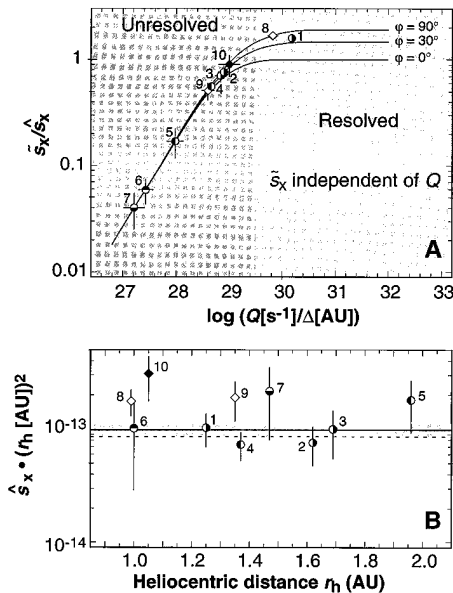 Unresolved
8
φ = 90°
1
φ = 30°
10
3
2
φ = 0°
9
4
Resolved
5
s̃ₓ independent of Q
6
7
A
1
0.1
0.01
s̃ₓ/ŝₓ
27 28 29 30 31 32 33
log (Q[s⁻¹]/Δ[AU])
10
8
9
7
5
6
1
3
4
2
B
10⁻¹³
10⁻¹⁴
ŝₓ • (rₕ [AU])²
1.0 1.2 1.4 1.6 1.8 2.0
Heliocentric distance rₕ (AU)